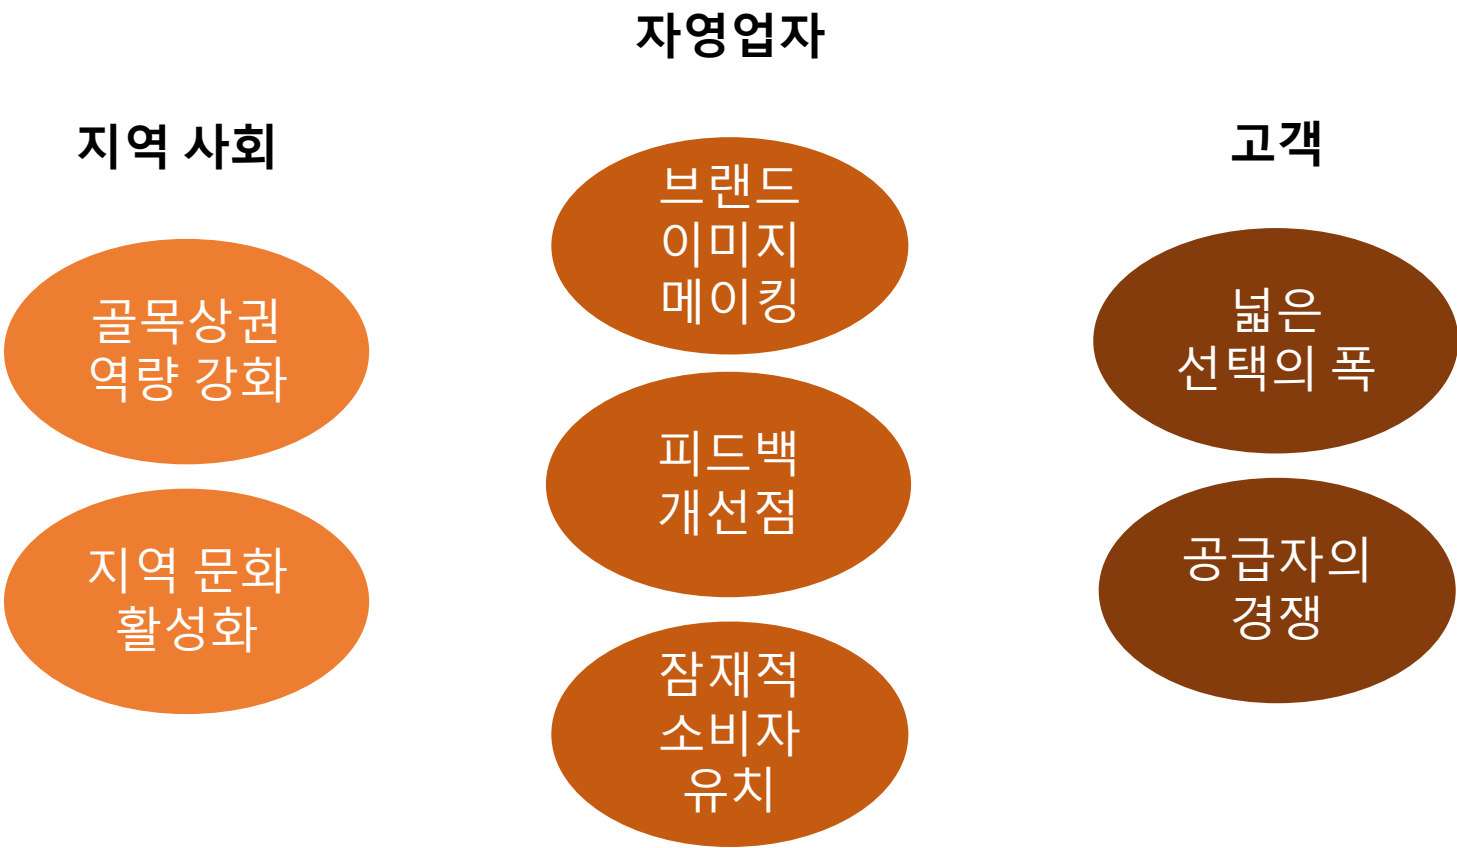 자영업자
지역 사회
고객
골목상권
역량 강화
지역 문화
활성화
브랜드
이미지
메이킹
피드백
개선점
잠재적
소비자
유치
넓은
선택의 폭
공급자의
경쟁